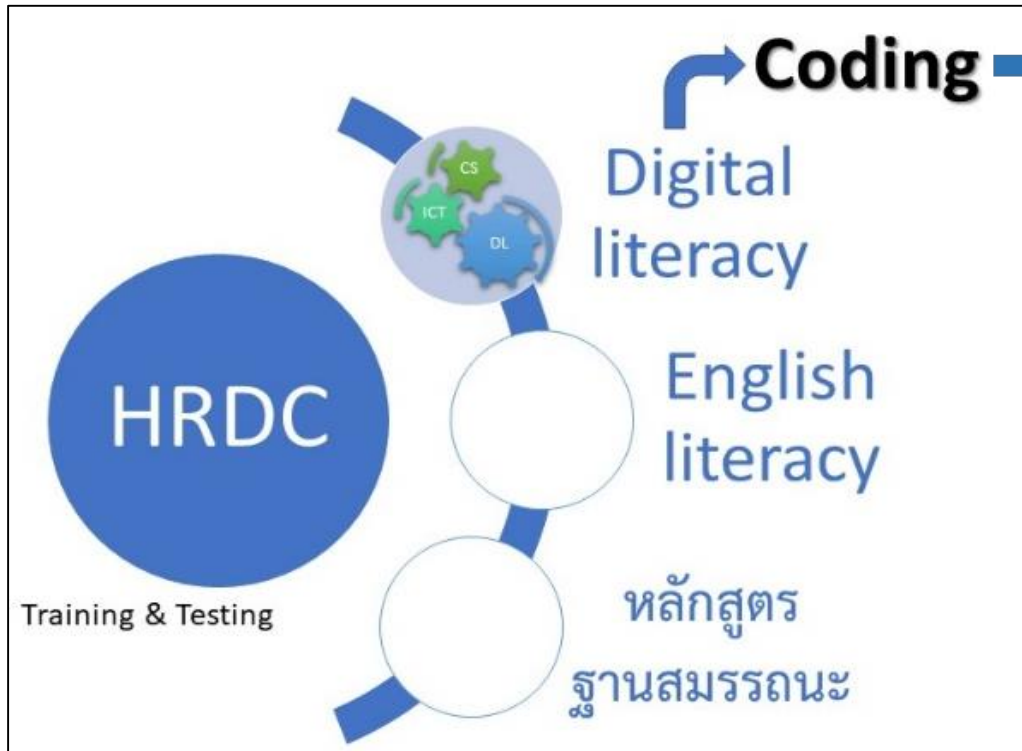 Coding
CS
ICT
DL
Digital
literacy
HRDC
English
literacy
Training & Testing
หลักสูตร
ฐานสมรรถนะ